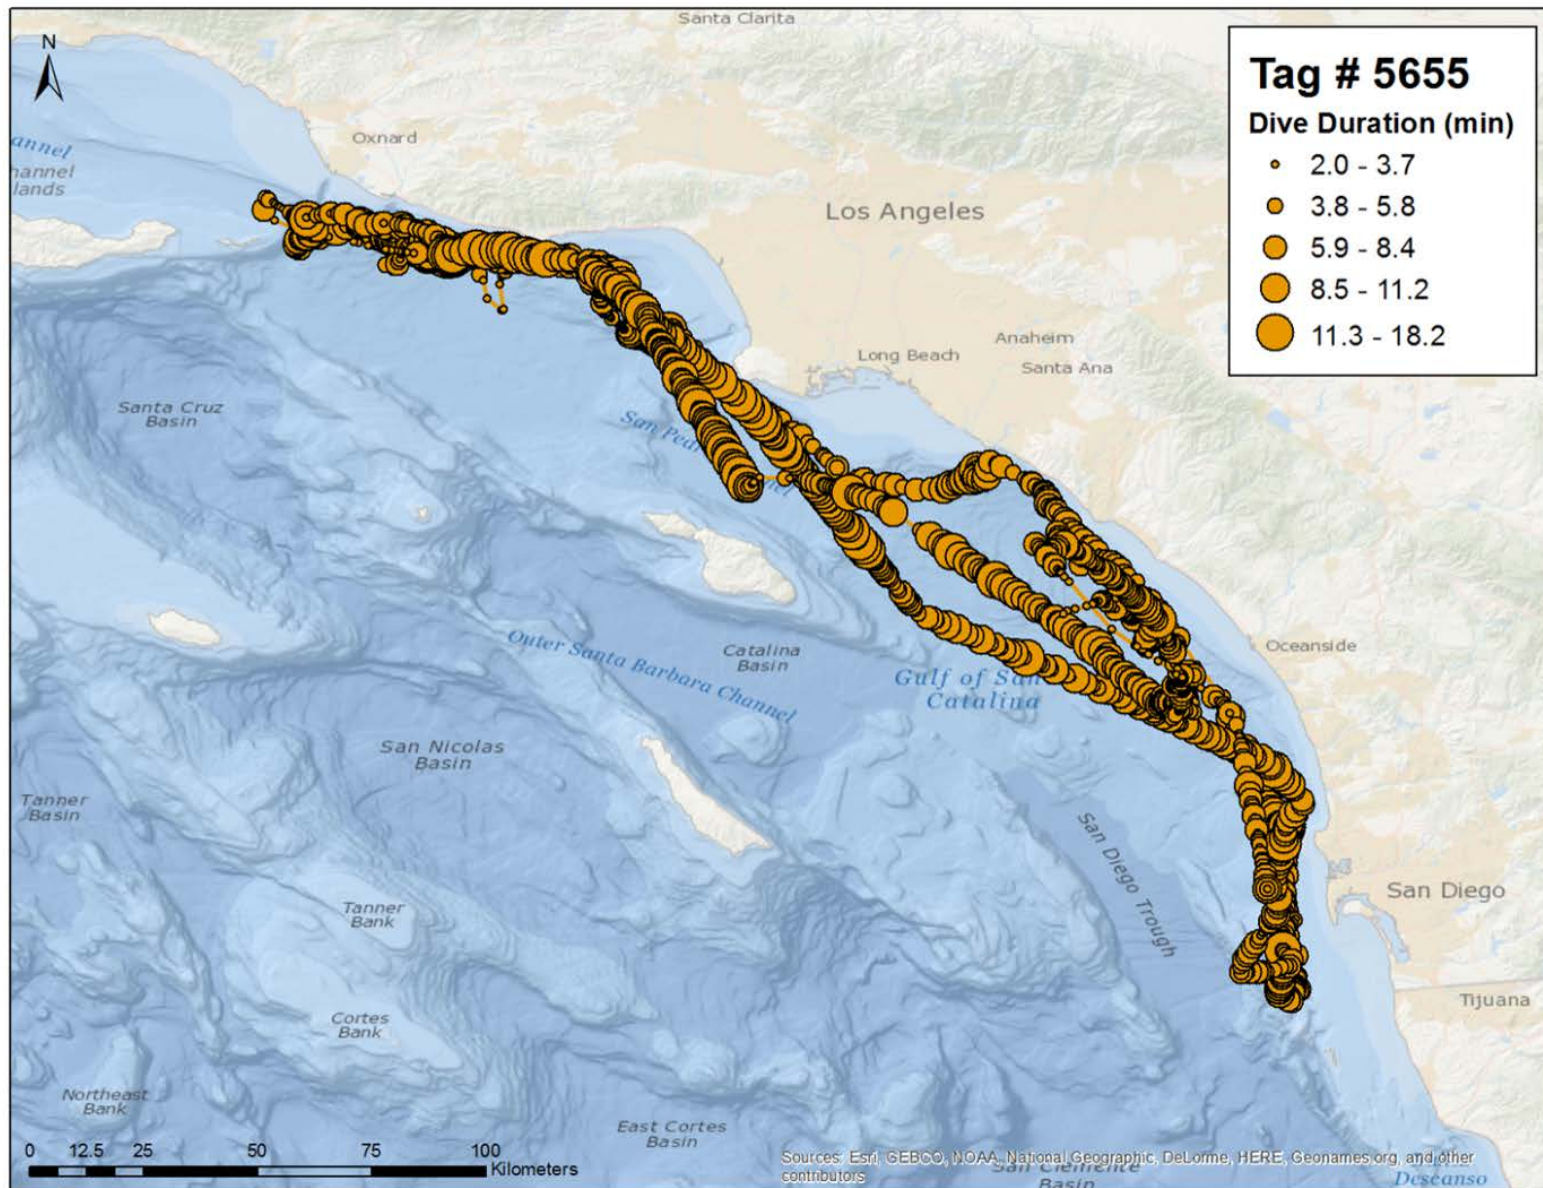 Santa Clarita
N
Tag # 5655
Dive Duration (min)
2.0 - 3.7
3.8 - 5.8
5.9 - 8.4
8.5 - 11.2
11.3 - 18.2
Oxnard
annel
hannel
lands
Los Angeles
Anaheim
Long Beach
Santa Ana
Santa Cruz
Basin
San Ped
Oceanside
Catalina
Basin
Outer Santa Barbara Channel
Gulf of San
Catalina
San Nicolas
Basin
Tanner
Basin
San Diego Trough
San Diego
Tanner
Bank
Tijuana
Cortes
Bank
Northeast
Bank
East Cortes
Basin
0 12.5 25 50 75 100
Kilometers
Sources: Esri, GEBCO, NOAA, National Geographic, DeLorme, HERE, Geonames.org, and other
contributors
San Clemente
Basin
Descanso